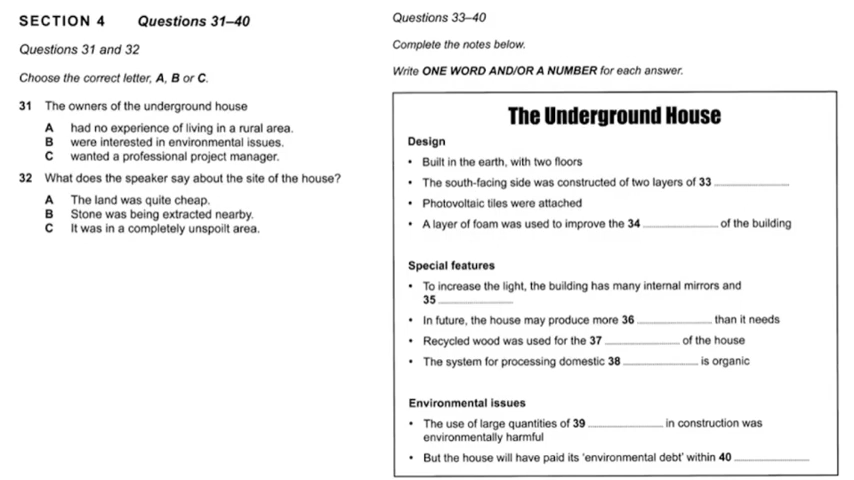 SECTION 4 Questions 31–40
Questions 31 and 32
Choose the correct letter, A, B or C.
31 The owners of the underground house
A had no experience of living in a rural area.
B were interested in environmental issues.
C wanted a professional project manager.
32 What does the speaker say about the site of the house?
A The land was quite cheap.
B Stone was being extracted nearby.
C It was in a completely unspoilt area.
Questions 33–40
Complete the notes below.
Write ONE WORD AND/OR A NUMBER for each answer.
The Underground House
Design
• Built in the earth, with two floors
• The south-facing side was constructed of two layers of 33 ....................
• Photovoltaic tiles were attached
• A layer of foam was used to improve the 34 .................... of the building
Special features
• To increase the light, the building has many internal mirrors and
35 ....................
• In future, the house may produce more 36 .................... than it needs
• Recycled wood was used for the 37 .................... of the house
• The system for processing domestic 38 .................... is organic
Environmental issues
• The use of large quantities of 39 .................... in construction was
environmentally harmful
• But the house will have paid its 'environmental debt' within 40 ....................